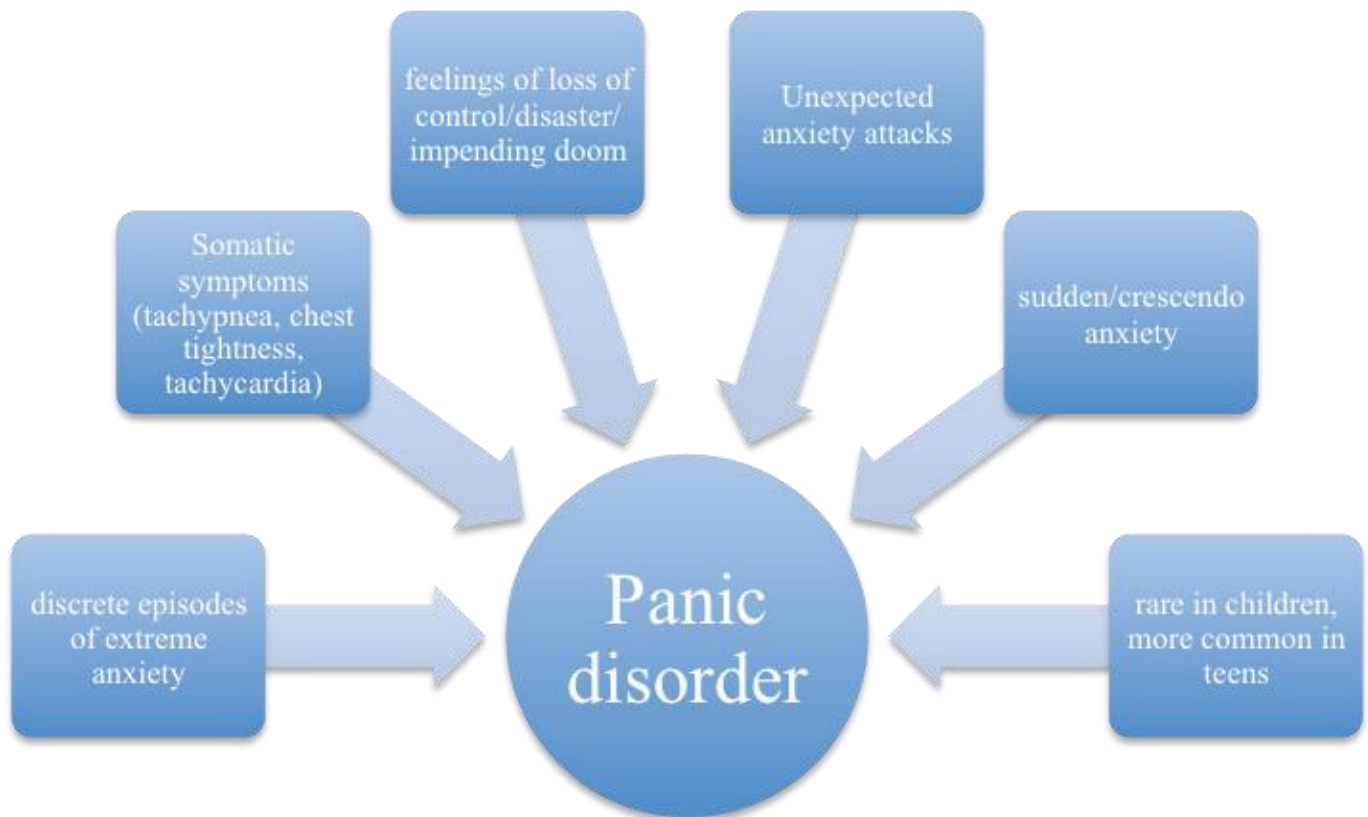 feelings of loss of
control/disaster/
impending doom
Unexpected
anxiety attacks
Somatic
symptoms
(tachypnea, chest
tightness,
tachycardia)
sudden/crescendo
anxiety
discrete episodes
of extreme
anxiety
Panic
disorder
rare in children,
more common in
teens